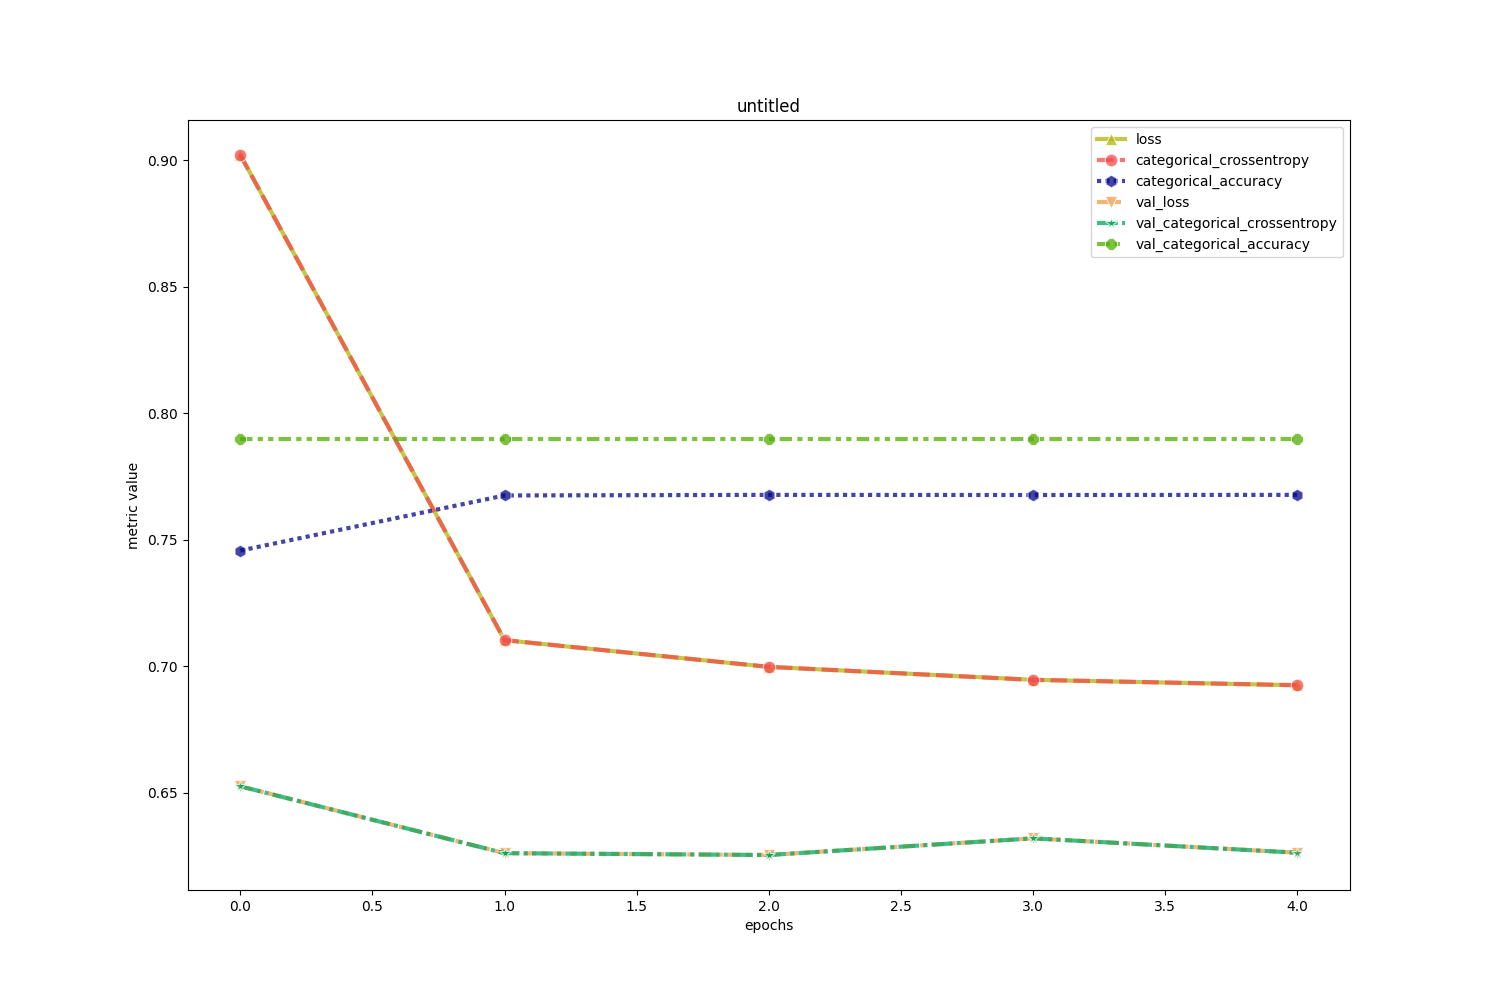 untitled
loss
categorical_crossentropy
categorical_accuracy
val_loss
val_categorical_crossentropy
val_categorical_accuracy
metric value
0.90
0.85
0.80
0.75
0.70
0.65
0.0 0.5 1.0 1.5 2.0 2.5 3.0 3.5 4.0
epochs